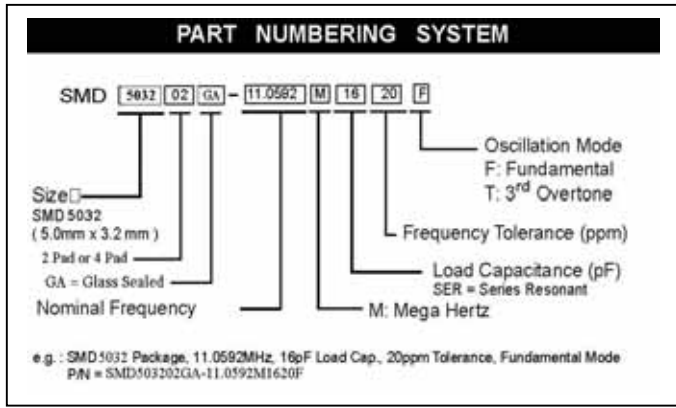 PART NUMBERING SYSTEM
SMD 5032 02 GA - 11.0592 M 16 20 F
Oscillation Mode
F: Fundamental
T: 3rd Overtone
Size□
SMD 5032
( 5.0mm x 3.2 mm )
Frequency Tolerance (ppm)
2 Pad or 4 Pad
Load Capacitance (pF)
GA = Glass Sealed
SER = Series Resonant
Nominal Frequency
M: Mega Hertz
e.g. : SMD5032 Package, 11.0592MHz, 16pF Load Cap., 20ppm Tolerance, Fundamental Mode
P/N = SMD503202GA-11.0592M1620F